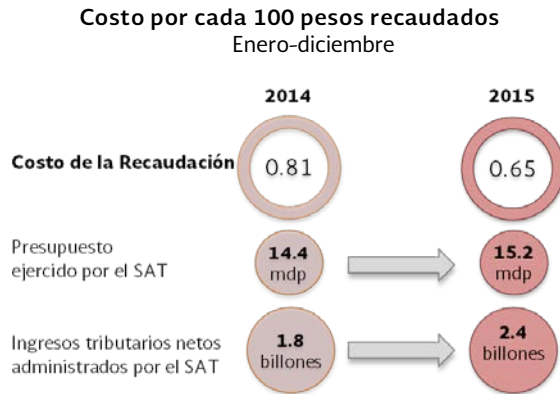 Costo por cada 100 pesos recaudados
Enero-diciembre
2014 2015
Costo de la Recaudación 0.81 0.65
Presupuesto
ejercido por el SAT
14.4
mdp
15.2
mdp
Ingresos tributarios netos
administrados por el SAT
1.8
billones
2.4
billones